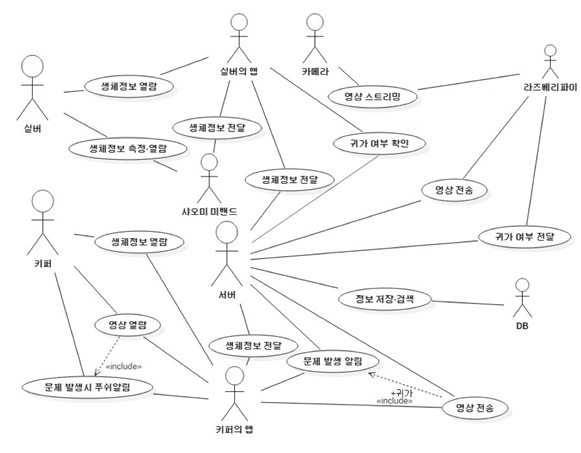 실버의 앱
카메라
라즈베리파이
실버
생체정보 열람
영상 스트리밍
생체정보 전달
귀가 여부 확인
생체정보 측정·열람
생체정보 전달
영상 전송
샤오미 미밴드
키퍼
생체정보 열람
서버
귀가 여부 전달
정보 저장·검색
DB
영상 열람
생체정보 전달
문제 발생 알림
«include»
문제 발생시 푸쉬알림
+귀가
«include»
영상 전송
키퍼의 앱